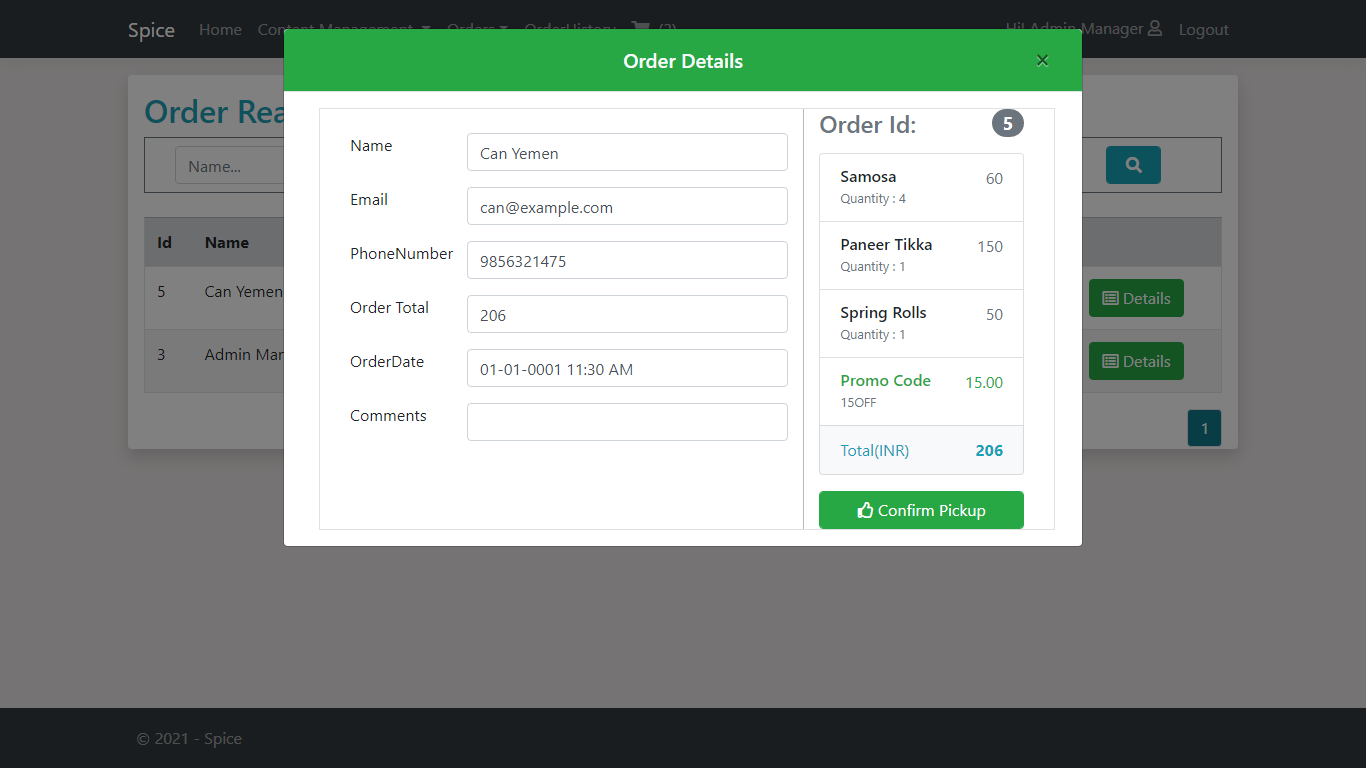 Spice Home Content Management Orders OrderHistory (2) Hi! Admin Manager Logout
Order Details ×
Order Rea
Name...
Id Name
5 Can Yemen Details
3 Admin Man Details
1
Name Can Yemen
Email can@example.com
PhoneNumber 9856321475
Order Total 206
OrderDate 01-01-0001 11:30 AM
Comments
Order Id: 5
Samosa 60
Quantity : 4
Paneer Tikka 150
Quantity : 1
Spring Rolls 50
Quantity : 1
Promo Code 15.00
15OFF
Total(INR) 206
Confirm Pickup
© 2021 - Spice